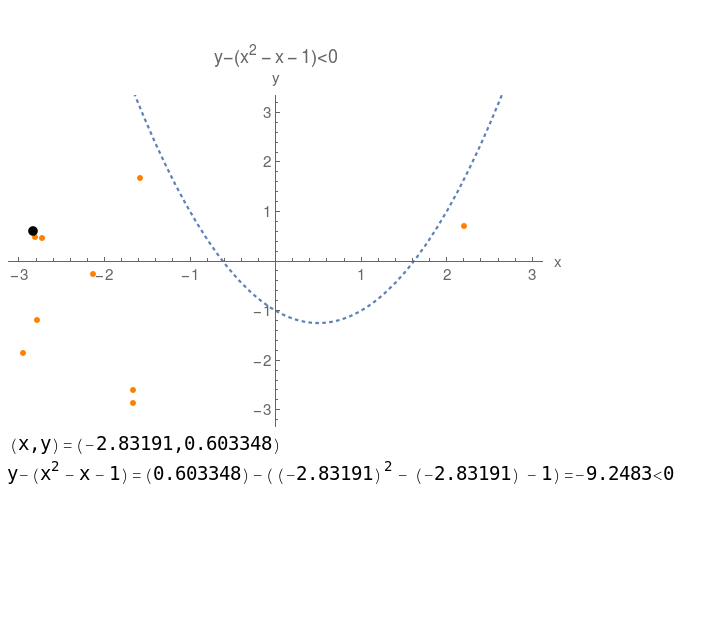 y−(x² − x − 1)<0
y
3
2
1
−3 −2 −1 1 2 3 x
−1
−2
−3
(x,y)=(−2.83191,0.603348)
y−(x² − x − 1)=(0.603348)−((−2.83191)² − (−2.83191) − 1)=−9.2483<0